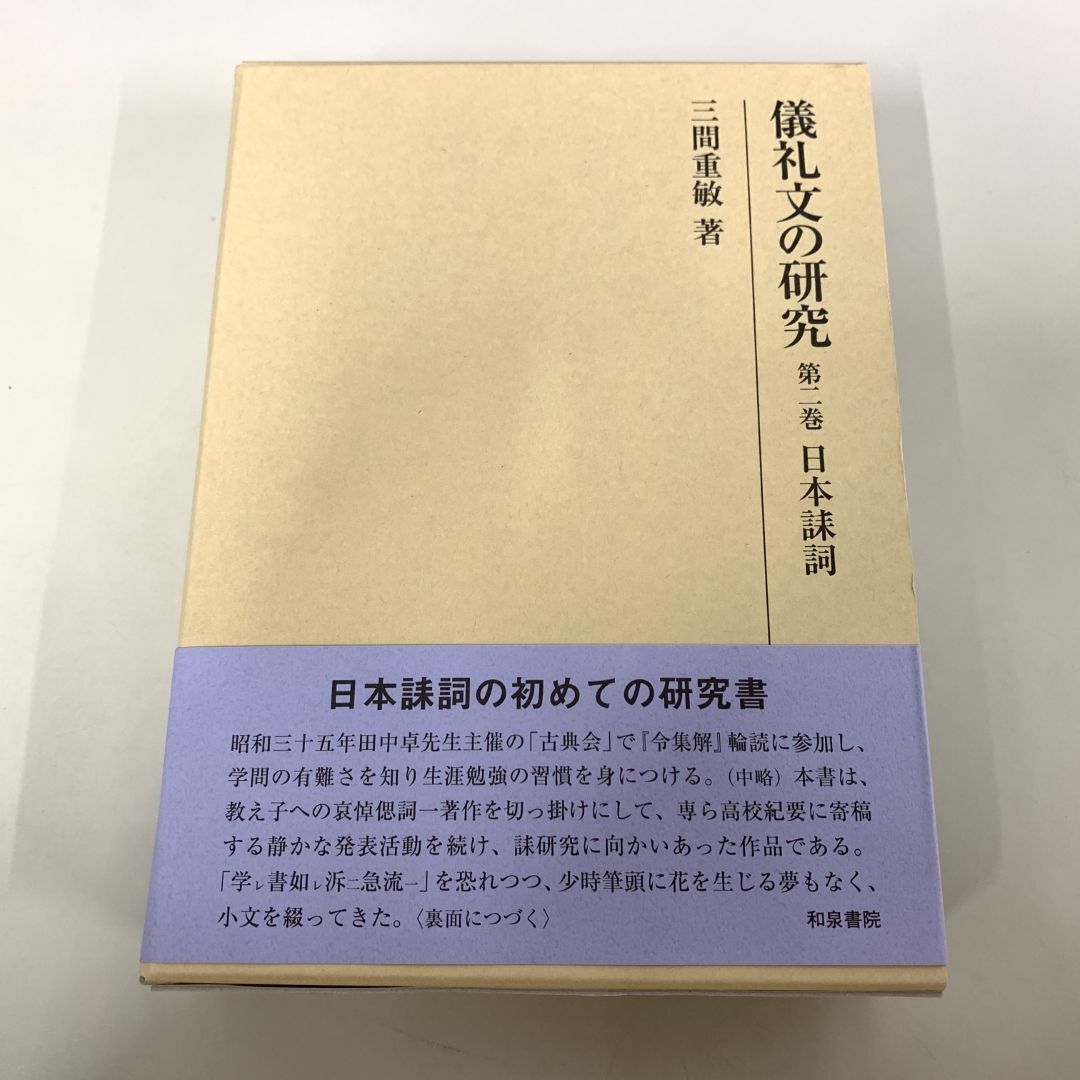 儀礼文の研究 第二巻 日本誄詞
三間重敏 著
日本誄詞の初めての研究書
昭和三十五年田中卓先生主催の「古典会」で『令集解』輪読に参加し、
学問の有難さを知り生涯勉強の習慣を身につける。(中略)本書は、
教え子への哀悼偲詞一著作を切っ掛けにして、専ら高校紀要に寄稿
する静かな発表活動を続け、誄研究に向かいあった作品である。
「学レ書如レ泝二急流一」を恐れつつ、少時筆頭に花を生じる夢もなく、
小文を綴ってきた。〈裏面につづく〉
和泉書院